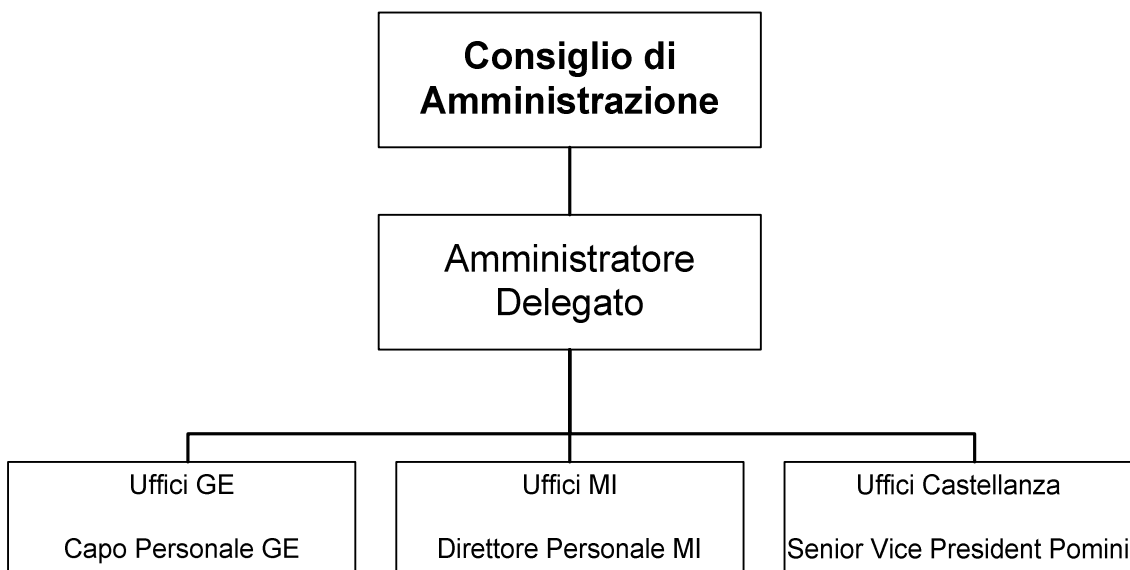 Consiglio di
Amministrazione
Amministratore
Delegato
Uffici GE
Capo Personale GE
Uffici MI
Direttore Personale MI
Uffici Castellanza
Senior Vice President Pomini